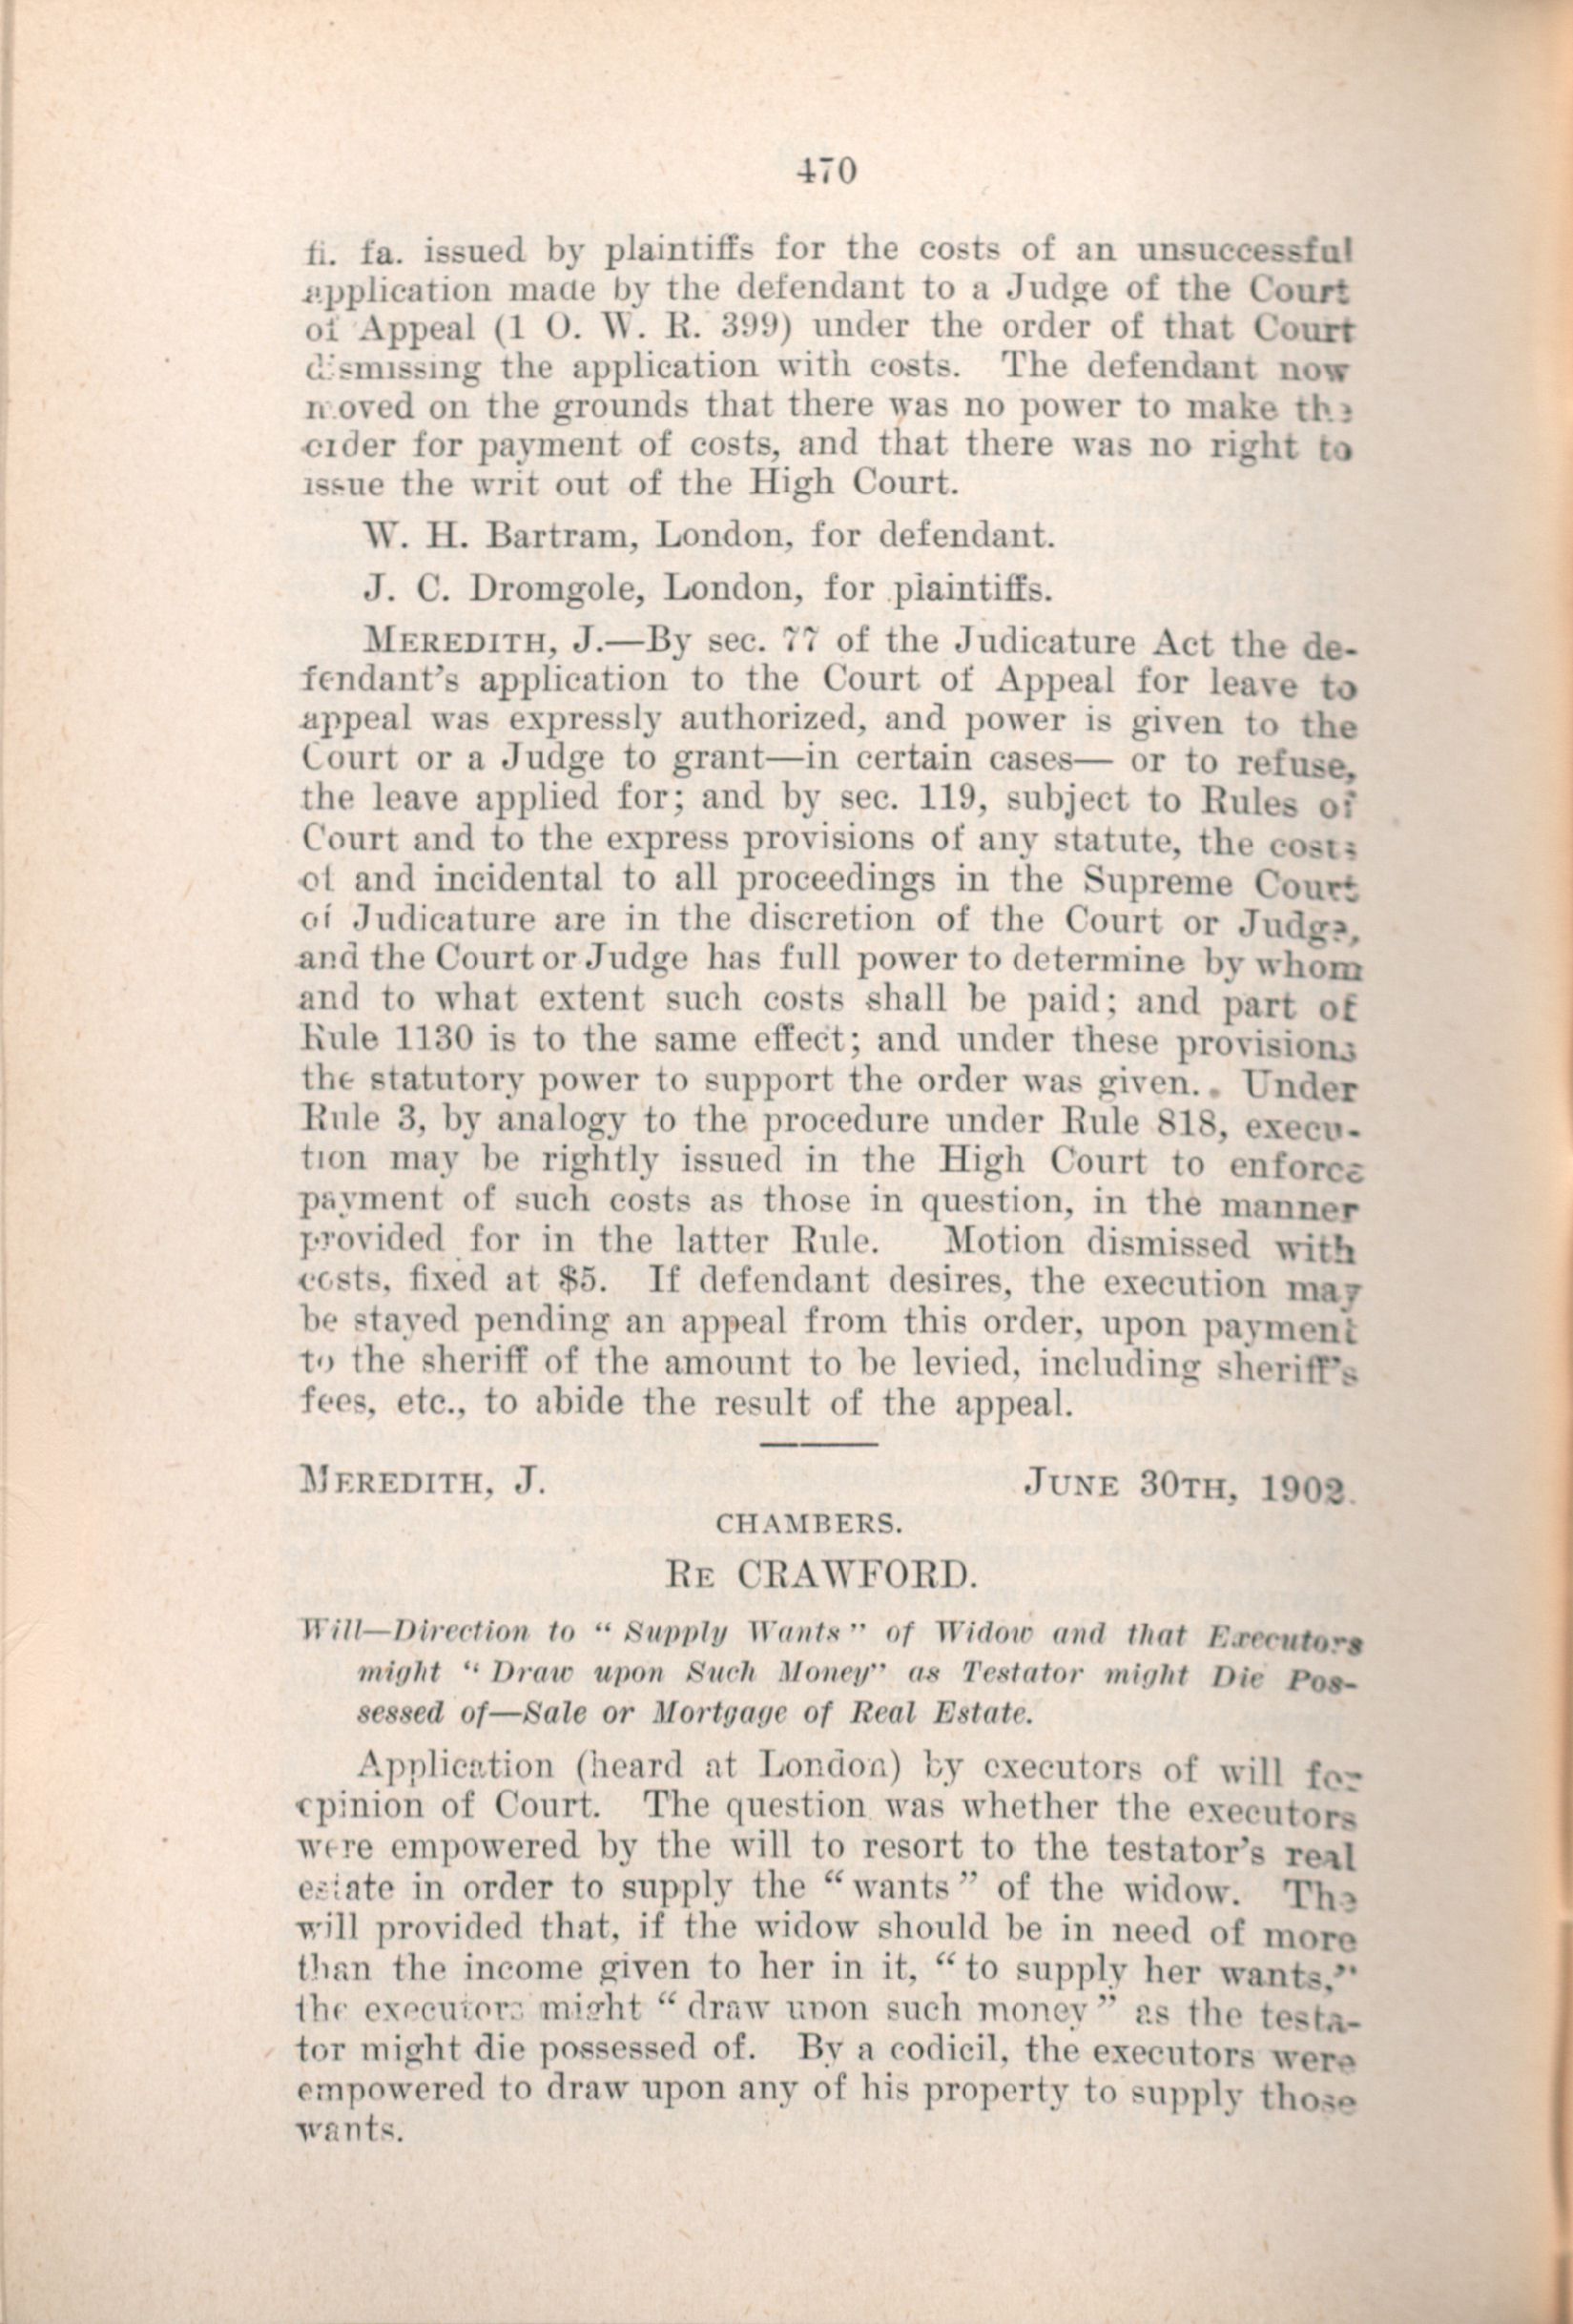 470
fi. fa. issued by plaintiffs for the costs of an unsuccessful
application made by the defendant to a Judge of the Court
of Appeal (1 O. W. R. 399) under the order of that Court
dismissing the application with costs. The defendant now
moved on the grounds that there was no power to make the
order for payment of costs, and that there was no right to
issue the writ out of the High Court.
W. H. Bartram, London, for defendant.
J. C. Dromgole, London, for plaintiffs.
MEREDITH, J.—By sec. 77 of the Judicature Act the de-
fendant's application to the Court of Appeal for leave to
appeal was expressly authorized, and power is given to the
Court or a Judge to grant—in certain cases— or to refuse,
the leave applied for; and by sec. 119, subject to Rules of
Court and to the express provisions of any statute, the costs
of and incidental to all proceedings in the Supreme Court
of Judicature are in the discretion of the Court or Judge,
and the Court or Judge has full power to determine by whom
and to what extent such costs shall be paid; and part of
Rule 1130 is to the same effect; and under these provisions
the statutory power to support the order was given. Under
Rule 3, by analogy to the procedure under Rule 818, execu-
tion may be rightly issued in the High Court to enforce
payment of such costs as those in question, in the manner
provided for in the latter Rule. Motion dismissed with
costs, fixed at $5. If defendant desires, the execution may
be stayed pending an appeal from this order, upon payment
to the sheriff of the amount to be levied, including sheriff's
fees, etc., to abide the result of the appeal.
MEREDITH, J. JUNE 30TH, 1902.
CHAMBERS.
RE CRAWFORD.
Will—Direction to "Supply Wants" of Widow and that Executors
might "Draw upon Such Money" as Testator might Die Pos-
sessed of—Sale or Mortgage of Real Estate.
Application (heard at London) by executors of will for
opinion of Court. The question was whether the executors
were empowered by the will to resort to the testator's real
estate in order to supply the "wants" of the widow. The
will provided that, if the widow should be in need of more
than the income given to her in it, "to supply her wants,"
the executors might "draw upon such money" as the testa-
tor might die possessed of. By a codicil, the executors were
empowered to draw upon any of his property to supply those
wants.